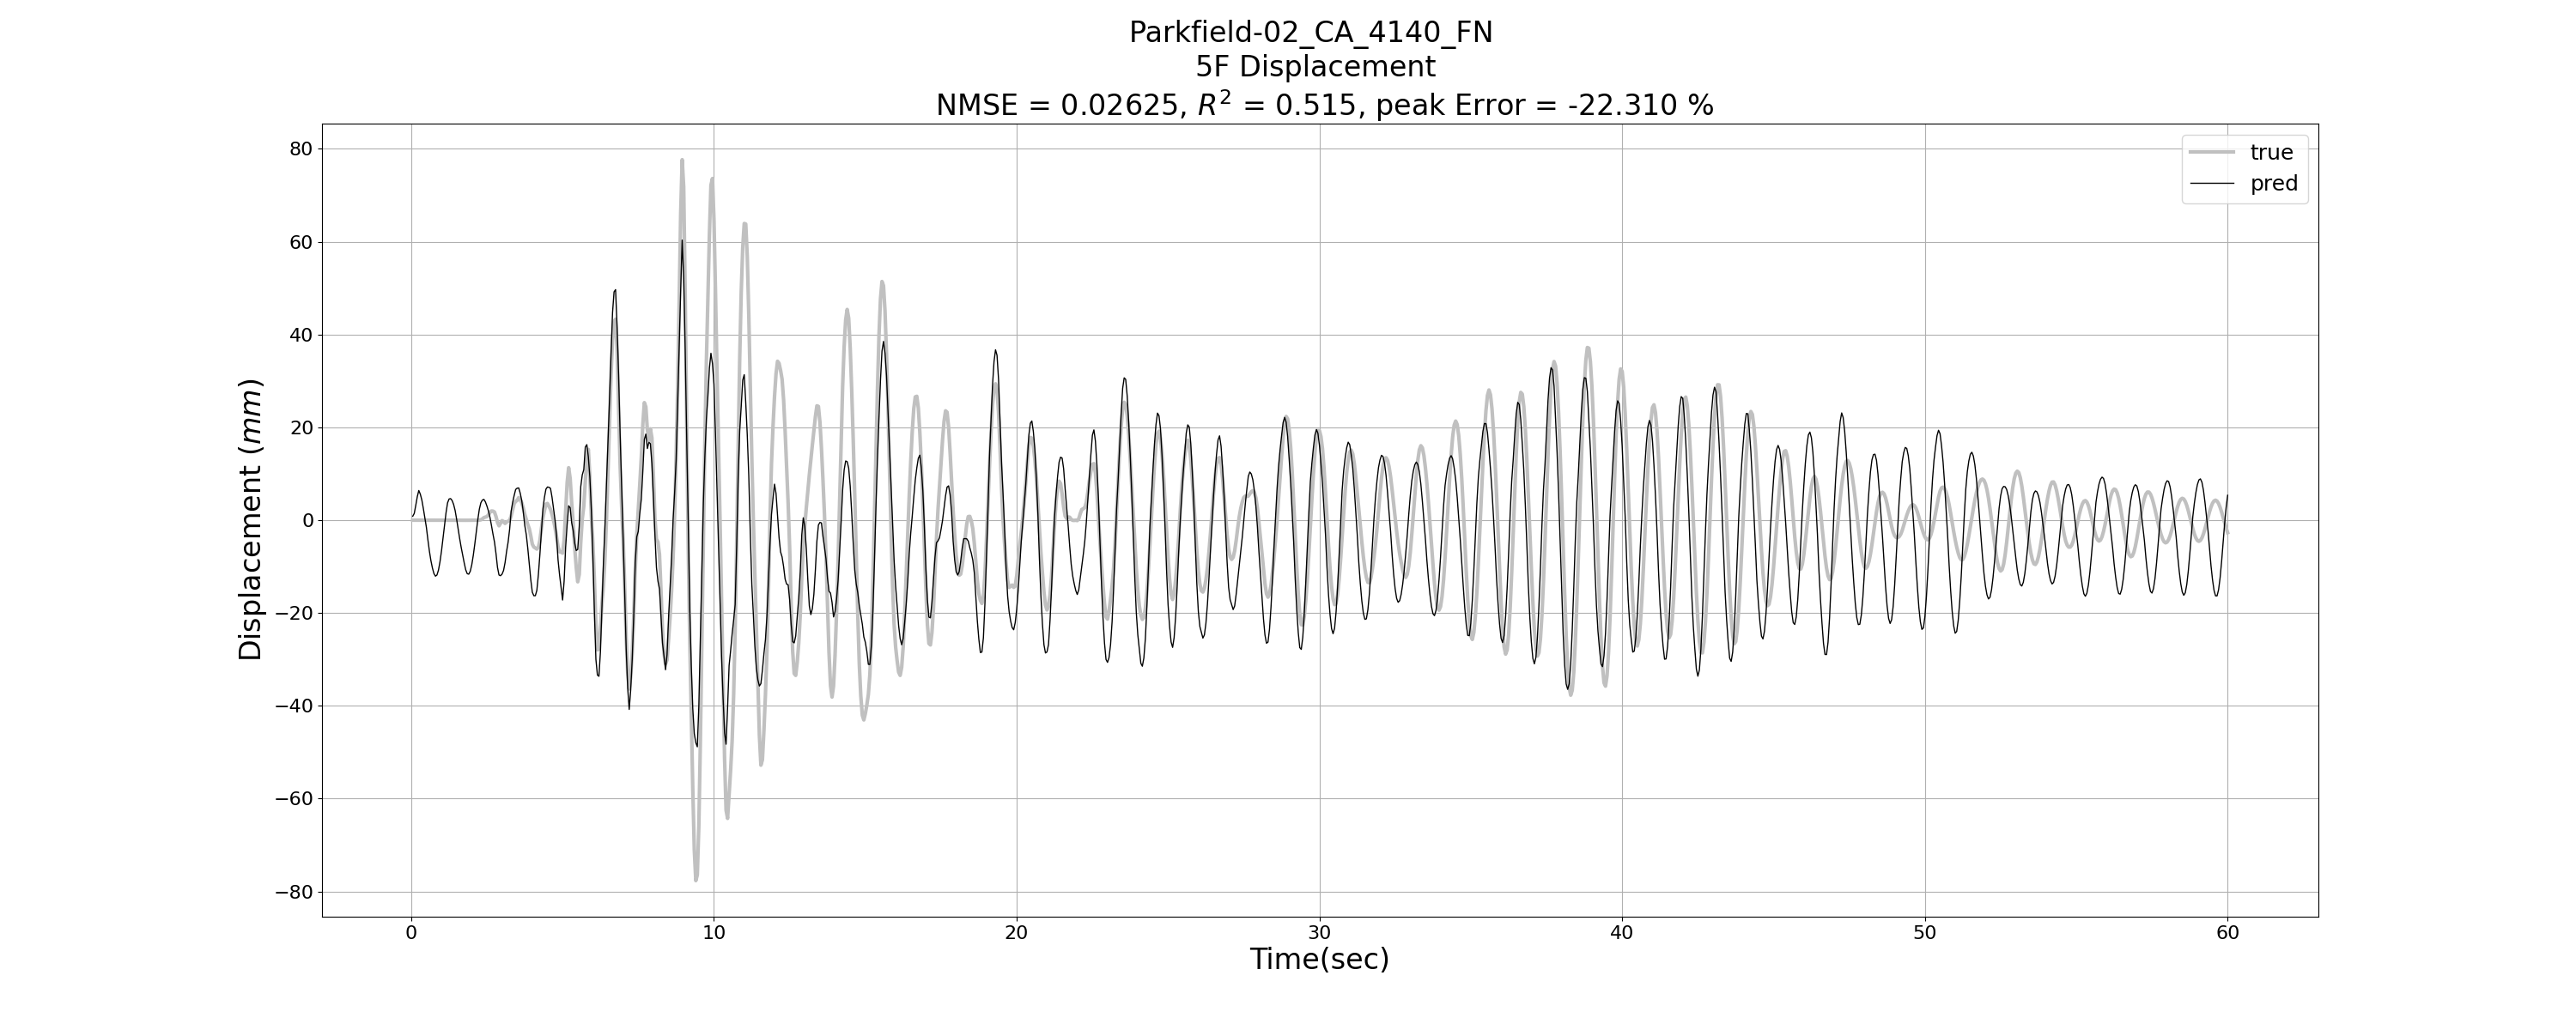 Parkfield-02_CA_4140_FN
5F Displacement
NMSE = 0.02625, R² = 0.515, peak Error = -22.310 %
true
pred
80
60
40
20
0
−20
−40
−60
−80
Displacement (mm)
0 10 20 30 40 50 60
Time(sec)